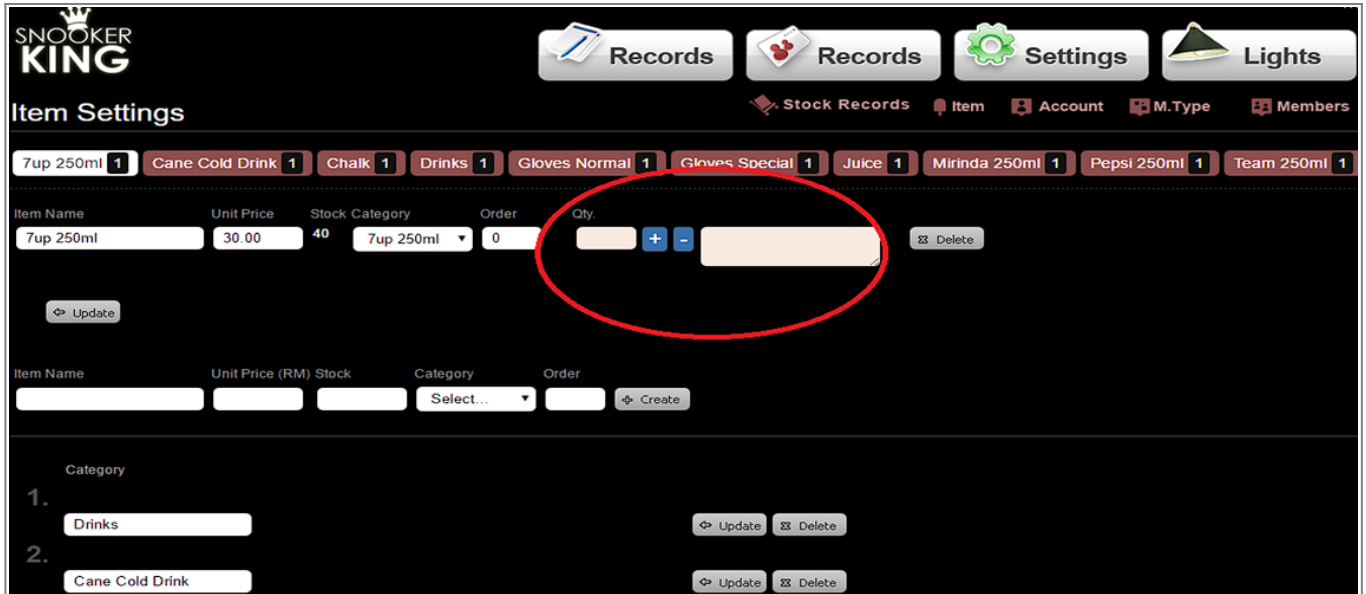 SNOOKER
KING
Records Records Settings Lights
Item Settings
Stock Records Item Account M.Type Members
7up 250ml 1 Cane Cold Drink 1 Chalk 1 Drinks 1 Gloves Normal 1 Gloves Special 1 Juice 1 Mirinda 250ml 1 Pepsi 250ml 1 Team 250ml 1
Item Name Unit Price Stock Category Order Qty.
7up 250ml 30.00 40 7up 250ml 0 + - Delete
Update
Item Name Unit Price (RM) Stock Category Order
Select... Create
Category
1.
Drinks Update Delete
2.
Cane Cold Drink Update Delete